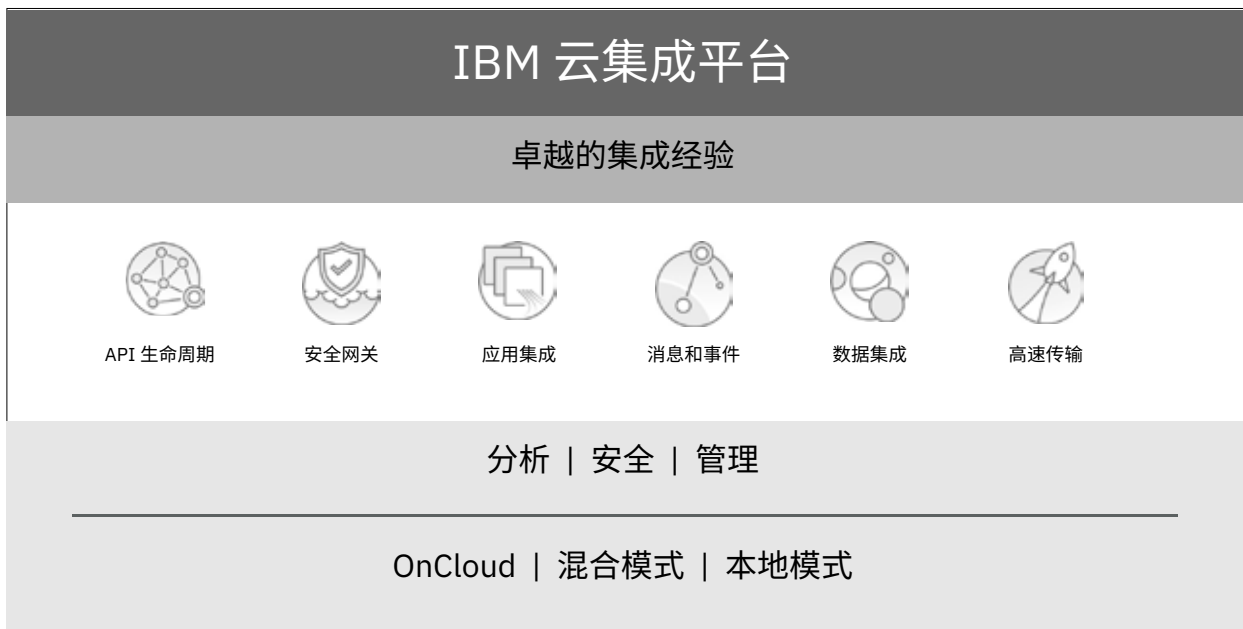 IBM 云集成平台
卓越的集成经验
API 生命周期 安全网关 应用集成 消息和事件 数据集成 高速传输
分析 | 安全 | 管理
OnCloud | 混合模式 | 本地模式